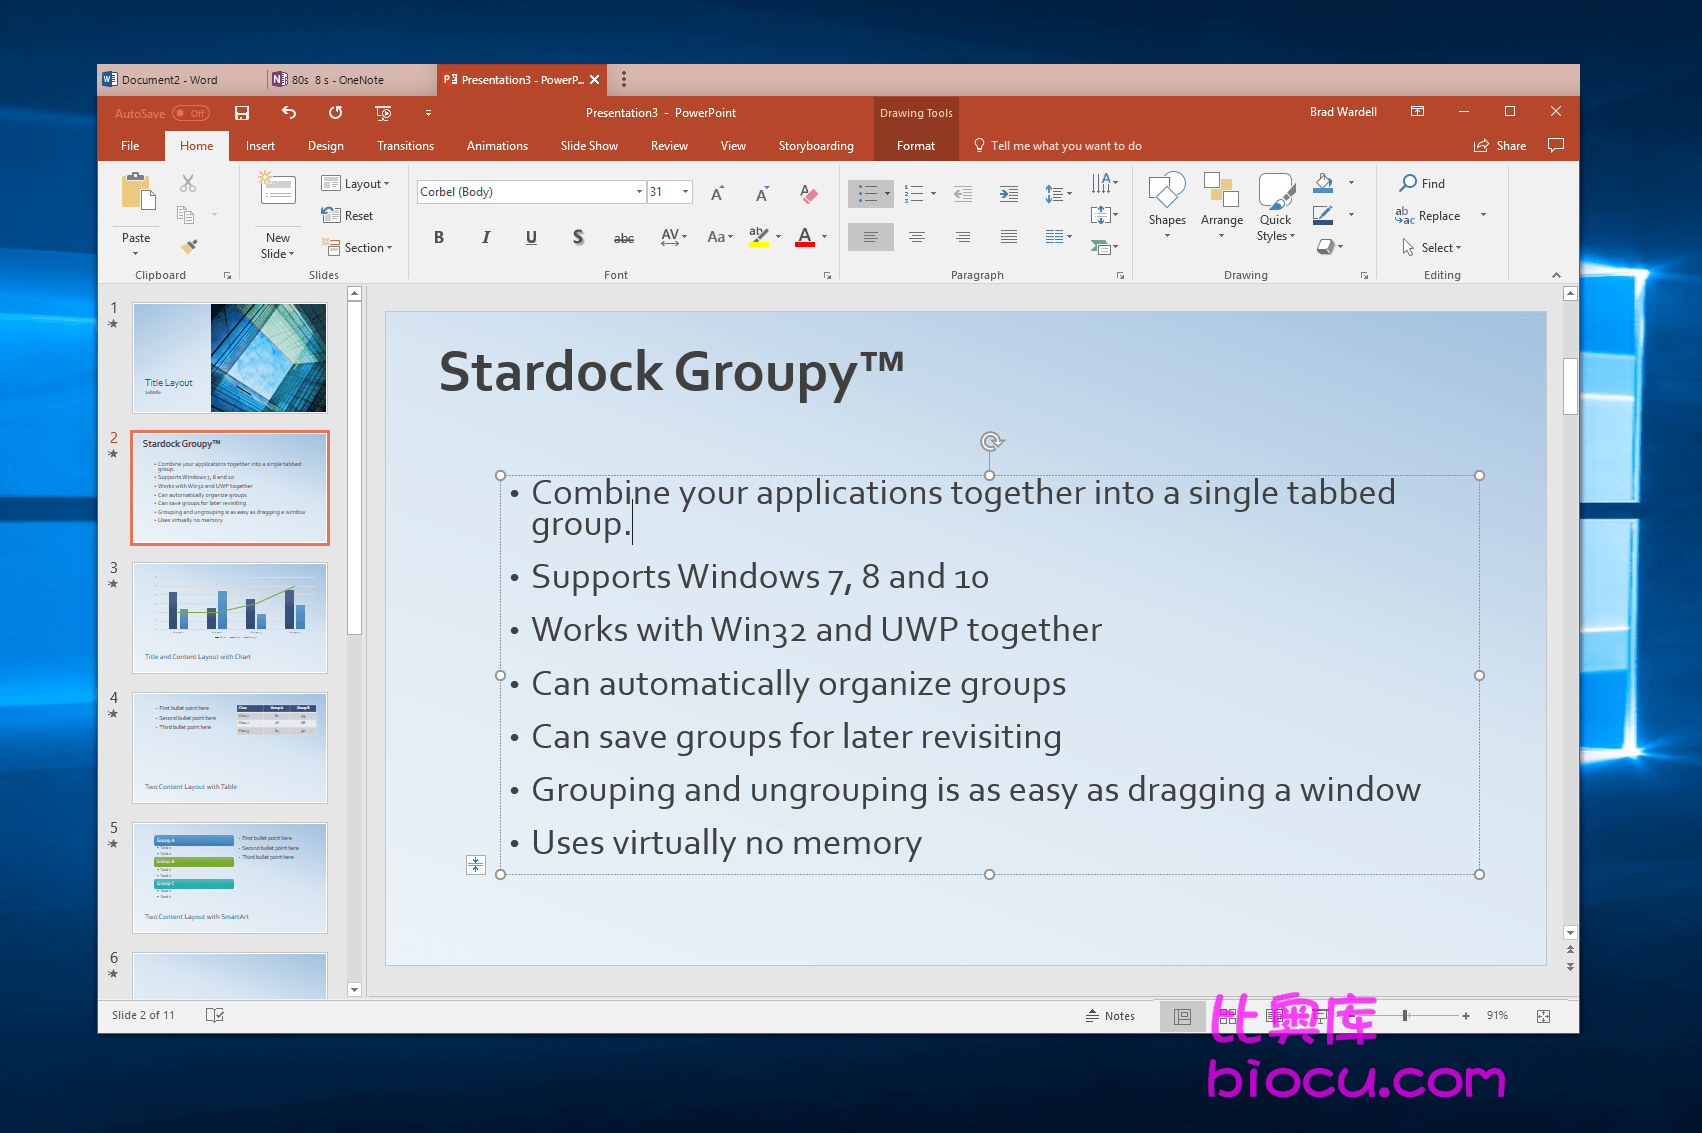 Document2 - Word
80s 8 s - OneNote
Presentation3 - PowerP...
AutoSave Off
Presentation3 - PowerPoint
Drawing Tools
Brad Wardell
File Home Insert Design Transitions Animations Slide Show Review View Storyboarding Format Tell me what you want to do Share
Paste
Clipboard
New Slide
Layout
Reset
Section
Slides
Corbel (Body) 31
B I U S abc AV Aa ab A
Font
Paragraph
Shapes
Arrange
Quick Styles
Drawing
Find
Replace
Select
Editing
1
Title Layout
Subtitle
2
Stardock Groupy™
Combine your applications together into a single tabbed
group.
Supports Windows 7, 8 and 10
Works with Win32 and UWP together
Can automatically organize groups
Can save groups for later revisiting
Grouping and ungrouping is as easy as dragging a window
Uses virtually no memory
3
Title and Content Layout with Chart
4
First bullet point here
Second bullet point here
Third bullet point here
Two Content Layout with Table
5
Group A
Group B
Group C
First bullet point here
Second bullet point here
Third bullet point here
Two Content Layout with SmartArt
6
Stardock Groupy™
• Combine your applications together into a single tabbed
group.
• Supports Windows 7, 8 and 10
• Works with Win32 and UWP together
• Can automatically organize groups
• Can save groups for later revisiting
• Grouping and ungrouping is as easy as dragging a window
• Uses virtually no memory
Slide 2 of 11
Notes
91%
比奥库
biocu.com